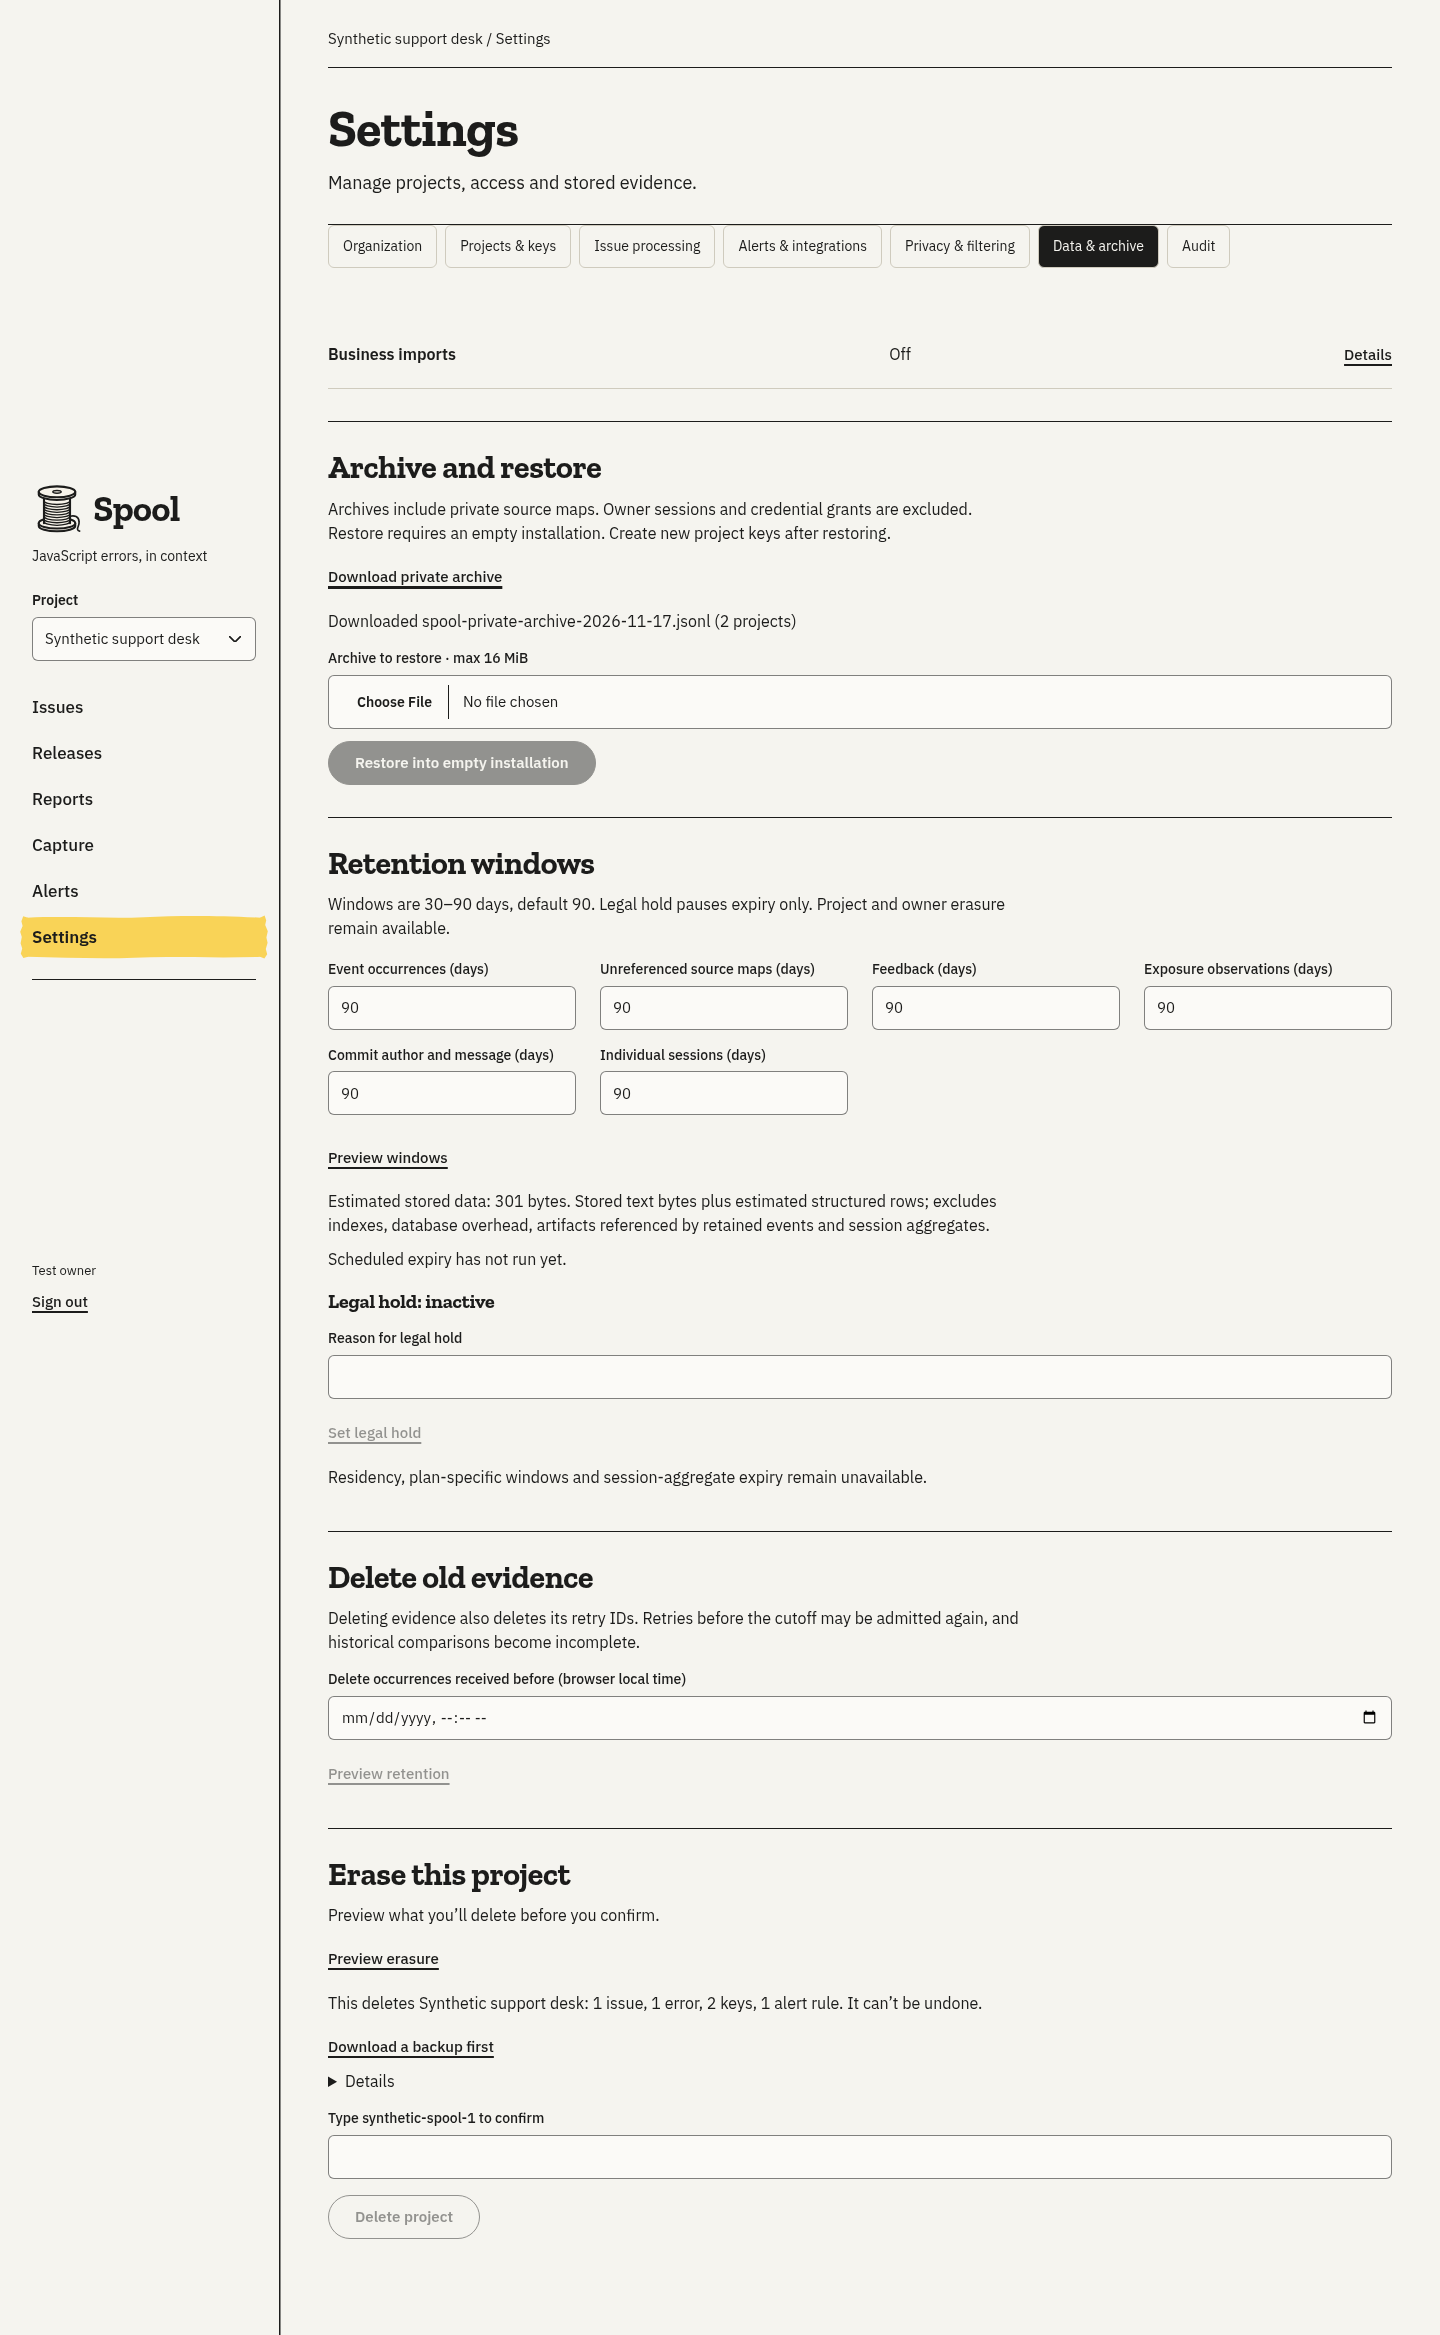 Spool
JavaScript errors, in context
Project
Synthetic support desk
Issues
Releases
Reports
Capture
Alerts
Settings
Test owner
Sign out
Synthetic support desk / Settings
Settings
Manage projects, access and stored evidence.
Organization
Projects & keys
Issue processing
Alerts & integrations
Privacy & filtering
Data & archive
Audit
Business imports
Off
Details
Archive and restore
Archives include private source maps. Owner sessions and credential grants are excluded.
Restore requires an empty installation. Create new project keys after restoring.
Download private archive
Downloaded spool-private-archive-2026-11-17.jsonl (2 projects)
Archive to restore · max 16 MiB
Choose File
No file chosen
Restore into empty installation
Retention windows
Windows are 30–90 days, default 90. Legal hold pauses expiry only. Project and owner erasure
remain available.
Event occurrences (days)
Unreferenced source maps (days)
Feedback (days)
Exposure observations (days)
90
90
90
90
Commit author and message (days)
Individual sessions (days)
90
90
Preview windows
Estimated stored data: 301 bytes. Stored text bytes plus estimated structured rows; excludes
indexes, database overhead, artifacts referenced by retained events and session aggregates.
Scheduled expiry has not run yet.
Legal hold: inactive
Reason for legal hold
Set legal hold
Residency, plan-specific windows and session-aggregate expiry remain unavailable.
Delete old evidence
Deleting evidence also deletes its retry IDs. Retries before the cutoff may be admitted again, and
historical comparisons become incomplete.
Delete occurrences received before (browser local time)
mm/dd/yyyy, --:-- --
Preview retention
Erase this project
Preview what you’ll delete before you confirm.
Preview erasure
This deletes Synthetic support desk: 1 issue, 1 error, 2 keys, 1 alert rule. It can’t be undone.
Download a backup first
Details
Type synthetic-spool-1 to confirm
Delete project